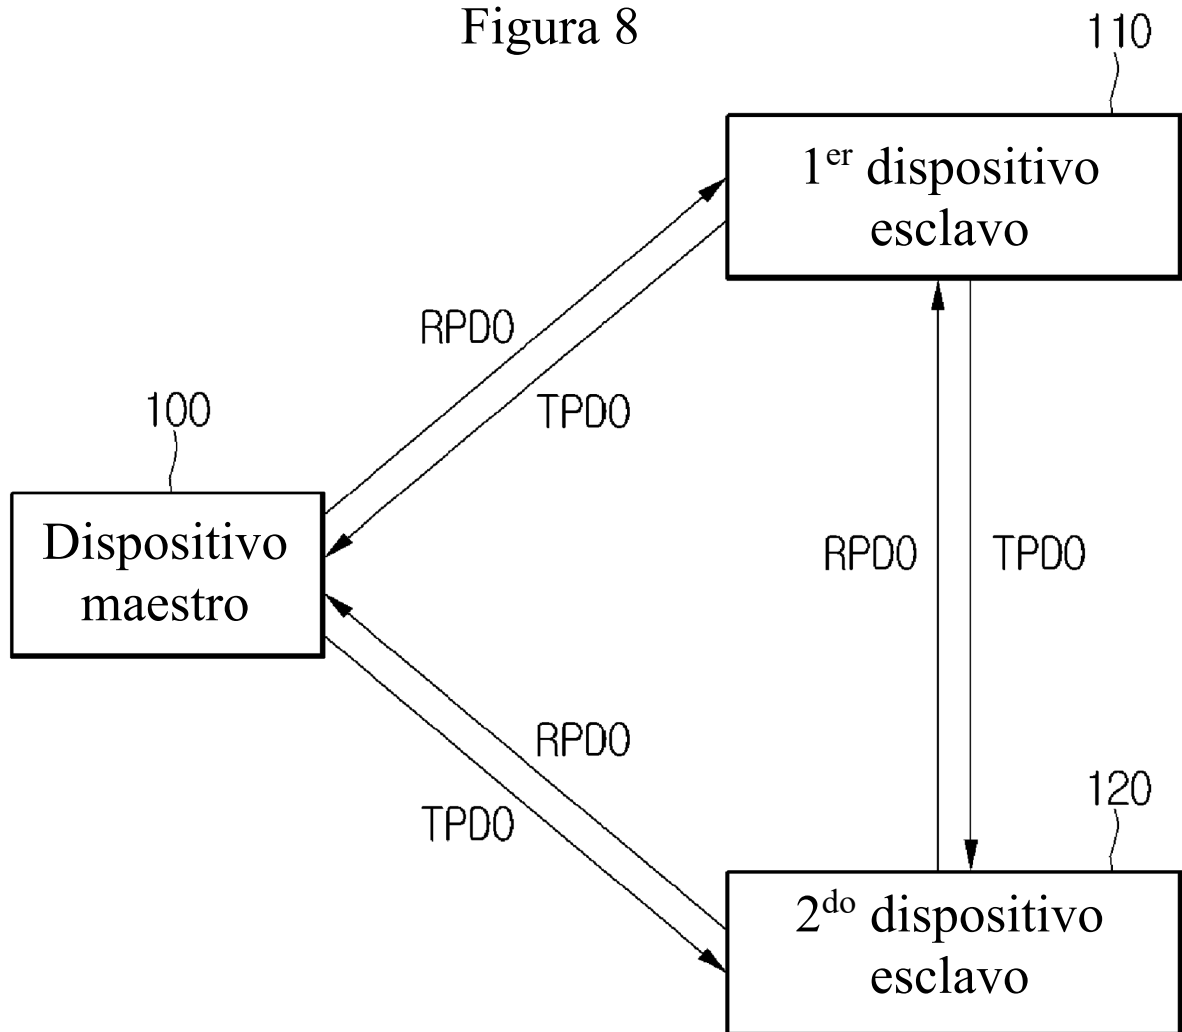 Figura 8
110
1er dispositivo
esclavo
RPDO
TPDO
100
Dispositivo
maestro
RPDO
TPDO
RPDO
TPDO
120
2do dispositivo
esclavo